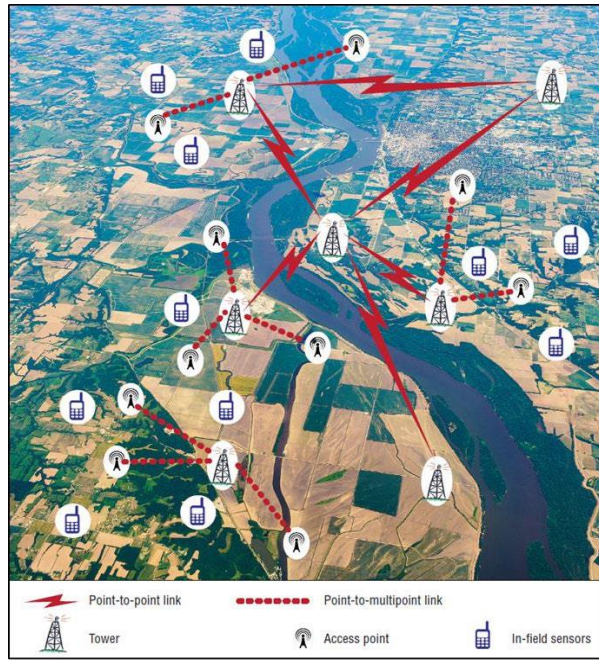 Point-to-point link
Point-to-multipoint link
Tower
Access point
In-field sensors